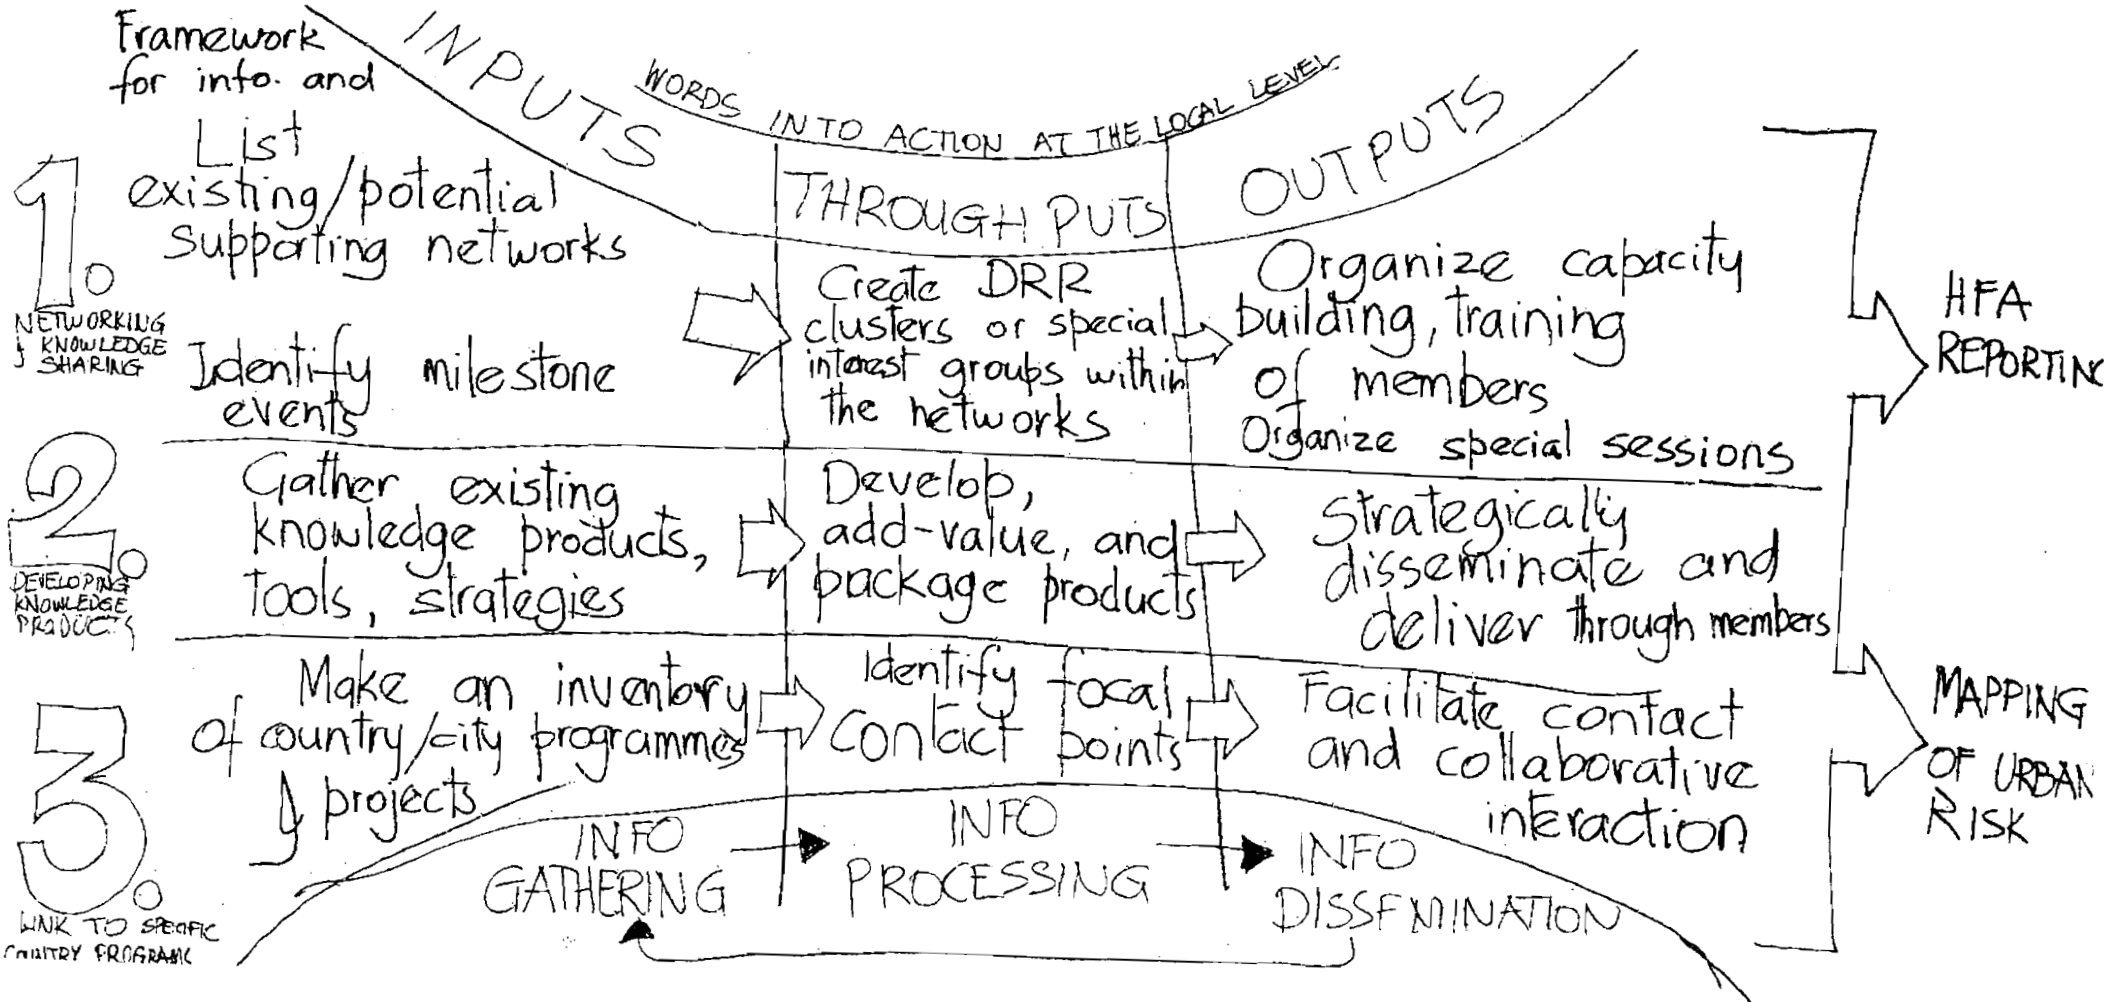 Framework
for info. and
INPUTS
WORDS INTO ACTION AT THE LOCAL LEVEL
THROUGHPUTS
OUTPUTS
1.
NETWORKING
& KNOWLEDGE
SHARING
List
existing/potential
supporting networks
Identify milestone
events
Create DRR
clusters or special
interest groups within
the networks
Organize capacity
building, training
of members
Organize special sessions
2.
DEVELOPING
KNOWLEDGE
PRODUCTS
Gather existing
knowledge products,
tools, strategies
Develop,
add-value, and
package products
Strategically
disseminate and
deliver through members
3.
LINK TO SPECIFIC
COUNTRY PROGRAMS
Make an inventory
of country/city programmes
& projects
Identify focal
contact points
Facilitate contact
and collaborative
interaction
INFO
GATHERING
INFO
PROCESSING
INFO
DISSEMINATION
HFA
REPORTING
MAPPING
OF URBAN
RISK